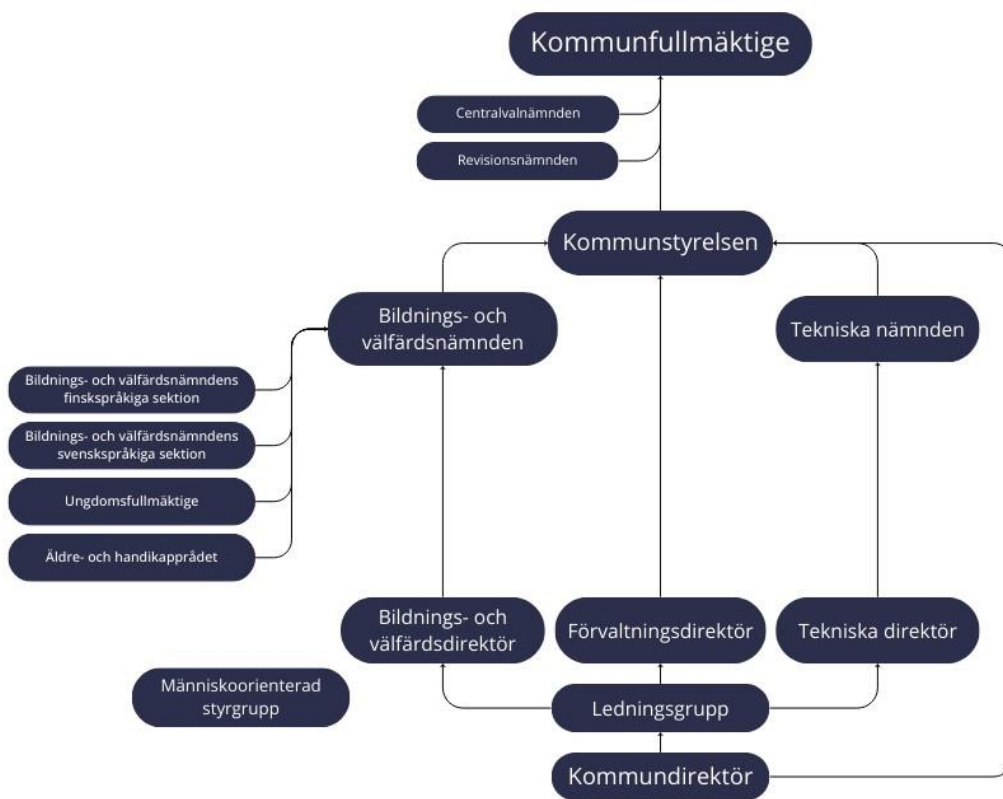 Kommunfullmäktige
Centralvalnämnden
Revisionsnämnden
Kommunstyrelsen
Bildnings- och
välfärdsnämnden
Tekniska nämnden
Bildnings- och välfärdsnämndens
finskspråkiga sektion
Bildnings- och välfärdsnämndens
svenskspråkiga sektion
Ungdomsfullmäktige
Äldre- och handikapprådet
Bildnings- och
välfärdsdirektör
Förvaltningsdirektör
Tekniska direktör
Människoorienterad
styrgrupp
Ledningsgrupp
Kommundirektör